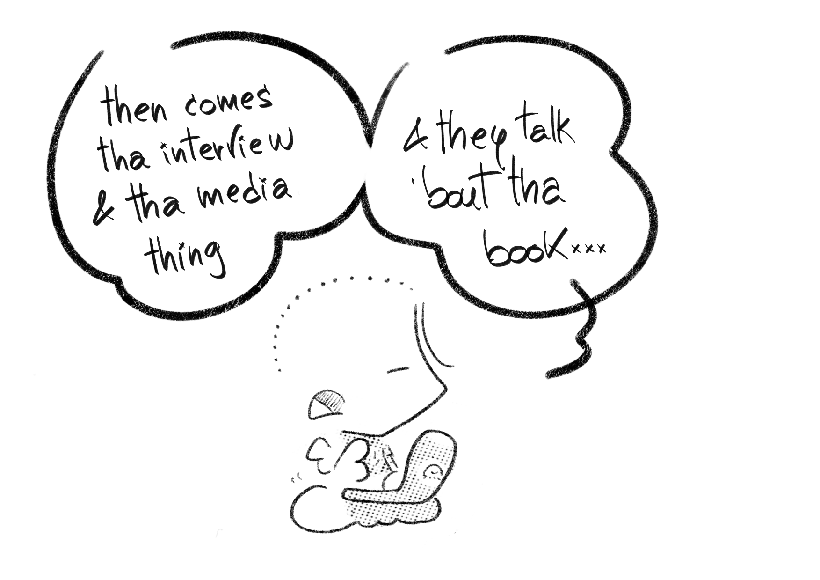 then comes
tha interview
& tha media
thing
& they talk
'bout tha
book...